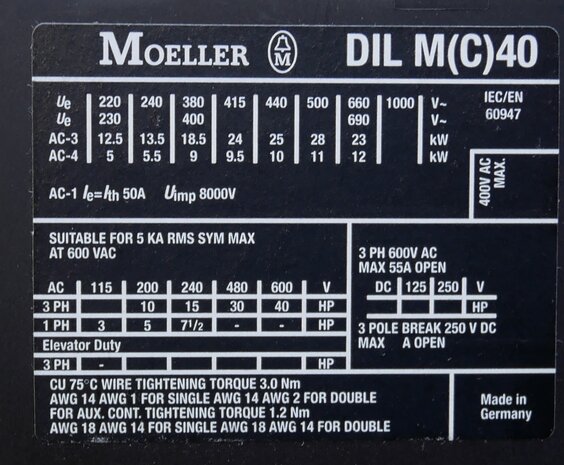 MOELLER M DIL M(C)40
Ue 220 240 380 415 440 500 660 1000 V~
Ue 230 400 690 V~
AC-3 12.5 13.5 18.5 24 25 28 23 kW
AC-4 5 5.5 9 9.5 10 11 12 kW
IEC/EN
60947
400V AC
MAX.
AC-1 Ie=Ith 50A Uimp 8000V
SUITABLE FOR 5 KA RMS SYM MAX
AT 600 VAC
AC 115 200 240 480 600 V
3 PH 10 15 30 40 HP
1 PH 3 5 7 1/2 - - HP
Elevator Duty
3 PH - HP
3 PH 600V AC
MAX 55A OPEN
DC 125 250 V
HP
3 POLE BREAK 250 V DC
MAX A OPEN
CU 75°C WIRE TIGHTENING TORQUE 3.0 Nm
AWG 14 AWG 1 FOR SINGLE AWG 14 AWG 2 FOR DOUBLE
FOR AUX. CONT. TIGHTENING TORQUE 1.2 Nm
AWG 18 AWG 14 FOR SINGLE AWG 18 AWG 14 FOR DOUBLE
Made in
Germany